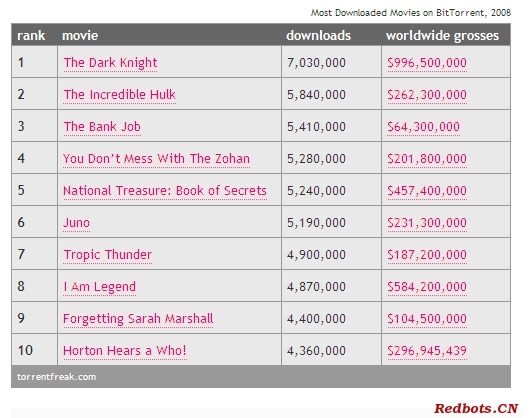 Most Downloaded Movies on BitTorrent, 2008
rank movie downloads worldwide grosses
1 The Dark Knight 7,030,000 $996,500,000
2 The Incredible Hulk 5,840,000 $262,300,000
3 The Bank Job 5,410,000 $64,300,000
4 You Don't Mess With The Zohan 5,280,000 $201,800,000
5 National Treasure: Book of Secrets 5,240,000 $457,400,000
6 Juno 5,190,000 $231,300,000
7 Tropic Thunder 4,900,000 $187,200,000
8 I Am Legend 4,870,000 $584,200,000
9 Forgetting Sarah Marshall 4,400,000 $104,500,000
10 Horton Hears a Who! 4,360,000 $296,945,439
torrentfreak.com
Redbots.CN